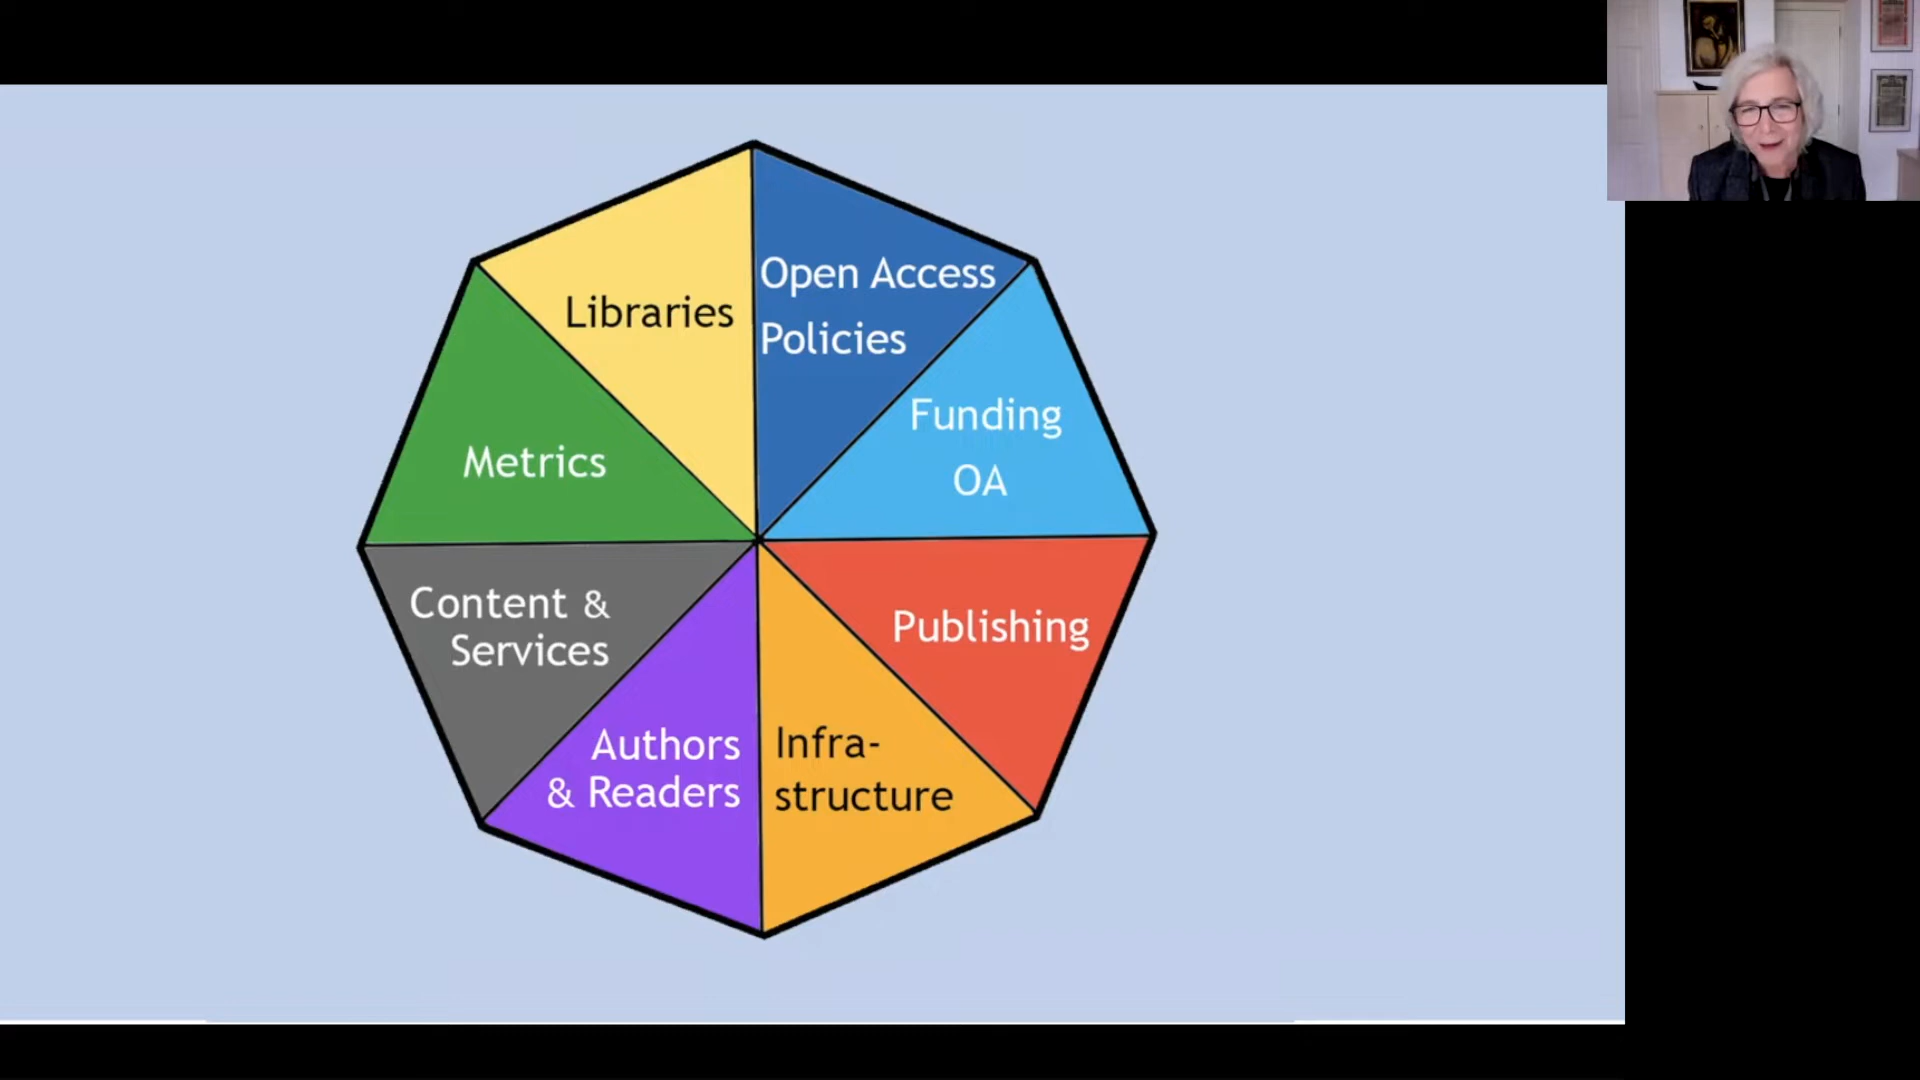 Open Access
Policies
Funding
OA
Publishing
Infra-
structure
Authors
& Readers
Content &
Services
Metrics
Libraries